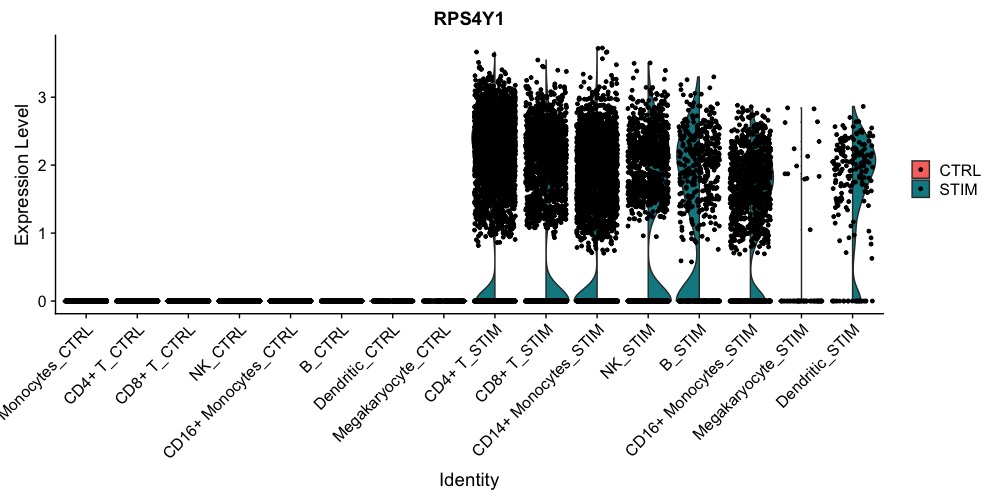 RPS4Y1
Expression Level
3
2
1
0
Monocytes_CTRL
CD4+ T_CTRL
CD8+ T_CTRL
NK_CTRL
CD16+ Monocytes_CTRL
B_CTRL
Dendritic_CTRL
Megakaryocyte_CTRL
CD4+ T_STIM
CD8+ T_STIM
CD14+ Monocytes_STIM
NK_STIM
B_STIM
CD16+ Monocytes_STIM
Megakaryocyte_STIM
Dendritic_STIM
Identity
CTRL
STIM